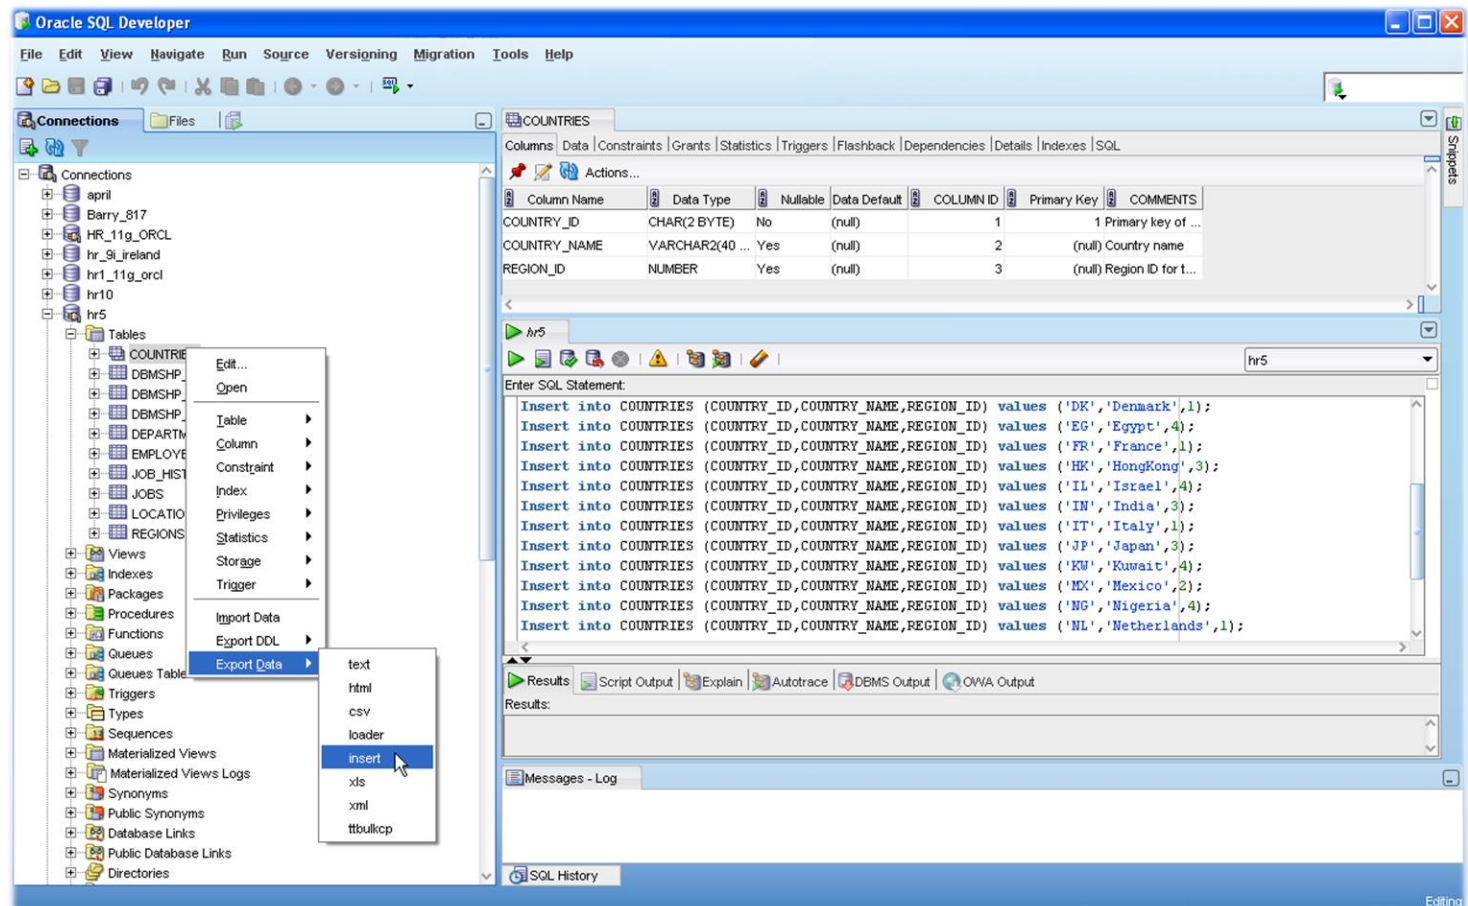 Oracle SQL Developer
File Edit View Navigate Run Source Versioning Migration Tools Help
Connections Files
Connections
april
Barry_817
HR_11g_ORCL
hr_9i_ireland
hr1_11g_orcl
hr10
hr5
Tables
COUNTRIE
DBMSHP_
DBMSHP_
DBMSHP_
DEPARTM
EMPLOYE
JOB_HIST
JOBS
LOCATIO
REGIONS
Views
Indexes
Packages
Procedures
Functions
Queues
Queues Table
Triggers
Types
Sequences
Materialized Views
Materialized Views Logs
Synonyms
Public Synonyms
Database Links
Public Database Links
Directories
Edit...
Open
Table
Column
Constraint
Index
Privileges
Statistics
Storage
Trigger
Import Data
Export DDL
Export Data
text
html
csv
loader
insert
xls
xml
ttbulkcp
COUNTRIES
Columns Data Constraints Grants Statistics Triggers Flashback Dependencies Details Indexes SQL
Actions...
Column Name Data Type Nullable Data Default COLUMN ID Primary Key COMMENTS
COUNTRY_ID CHAR(2 BYTE) No (null) 1 1 Primary key of ...
COUNTRY_NAME VARCHAR2(40 ... Yes (null) 2 (null) Country name
REGION_ID NUMBER Yes (null) 3 (null) Region ID for t...
Snippets
hr5
hr5
Enter SQL Statement:
Insert into COUNTRIES (COUNTRY_ID,COUNTRY_NAME,REGION_ID) values ('DK','Denmark',1);
Insert into COUNTRIES (COUNTRY_ID,COUNTRY_NAME,REGION_ID) values ('EG','Egypt',4);
Insert into COUNTRIES (COUNTRY_ID,COUNTRY_NAME,REGION_ID) values ('FR','France',1);
Insert into COUNTRIES (COUNTRY_ID,COUNTRY_NAME,REGION_ID) values ('HK','HongKong',3);
Insert into COUNTRIES (COUNTRY_ID,COUNTRY_NAME,REGION_ID) values ('IL','Israel',4);
Insert into COUNTRIES (COUNTRY_ID,COUNTRY_NAME,REGION_ID) values ('IN','India',3);
Insert into COUNTRIES (COUNTRY_ID,COUNTRY_NAME,REGION_ID) values ('IT','Italy',1);
Insert into COUNTRIES (COUNTRY_ID,COUNTRY_NAME,REGION_ID) values ('JP','Japan',3);
Insert into COUNTRIES (COUNTRY_ID,COUNTRY_NAME,REGION_ID) values ('KW','Kuwait',4);
Insert into COUNTRIES (COUNTRY_ID,COUNTRY_NAME,REGION_ID) values ('MX','Mexico',2);
Insert into COUNTRIES (COUNTRY_ID,COUNTRY_NAME,REGION_ID) values ('NG','Nigeria',4);
Insert into COUNTRIES (COUNTRY_ID,COUNTRY_NAME,REGION_ID) values ('NL','Netherlands',1);
Results Script Output Explain Autotrace DBMS Output OWA Output
Results:
Messages - Log
SQL History
Editing